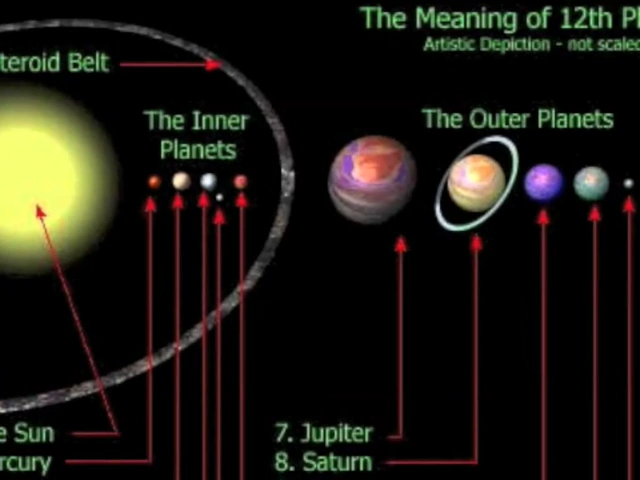 The Meaning of 12th Pl
Artistic Depiction - not scaled
teroid Belt
The Inner
Planets
The Outer Planets
e Sun
rcury
7. Jupiter
8. Saturn